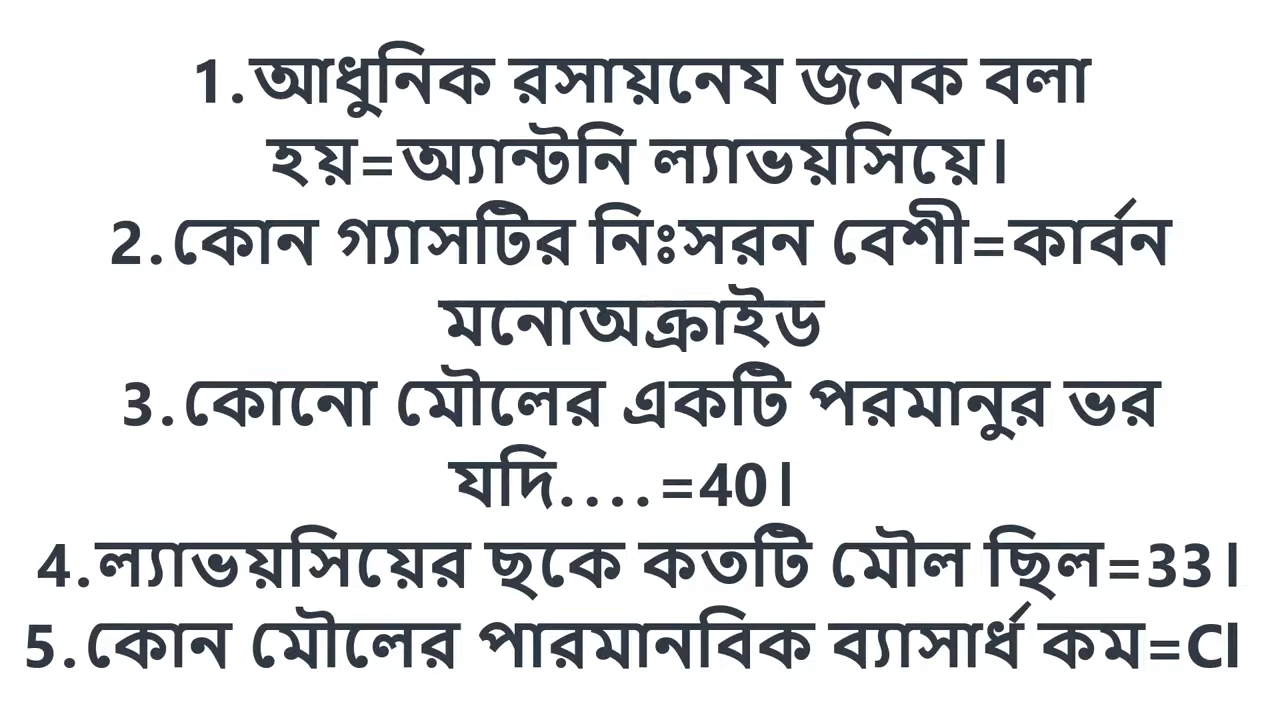 1.আধুনিক রসায়নেয জনক বলা
হয়=অ্যান্টনি ল্যাভয়সিয়ে।
2.কোন গ্যাসটির নিঃসরন বেশী=কার্বন
মনোঅক্রাইড
3.কোনো মৌলের একটি পরমানুর ভর
যদি....=40।
4.ল্যাভয়সিয়ের ছকে কতটি মৌল ছিল=33।
5.কোন মৌলের পারমানবিক ব্যাসার্ধ কম=Cl